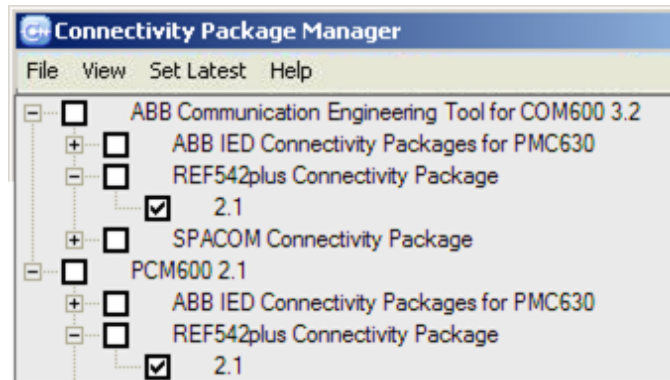 Connectivity Package Manager
File View Set Latest Help
ABB Communication Engineering Tool for COM600 3.2
ABB IED Connectivity Packages for PMC630
REF542plus Connectivity Package
2.1
SPACOM Connectivity Package
PCM600 2.1
ABB IED Connectivity Packages for PMC630
REF542plus Connectivity Package
2.1